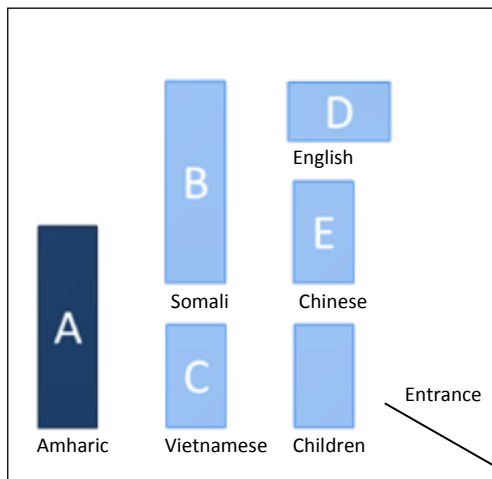 D
English
B
E
Somali
Chinese
A
C
Entrance
Amharic
Vietnamese
Children